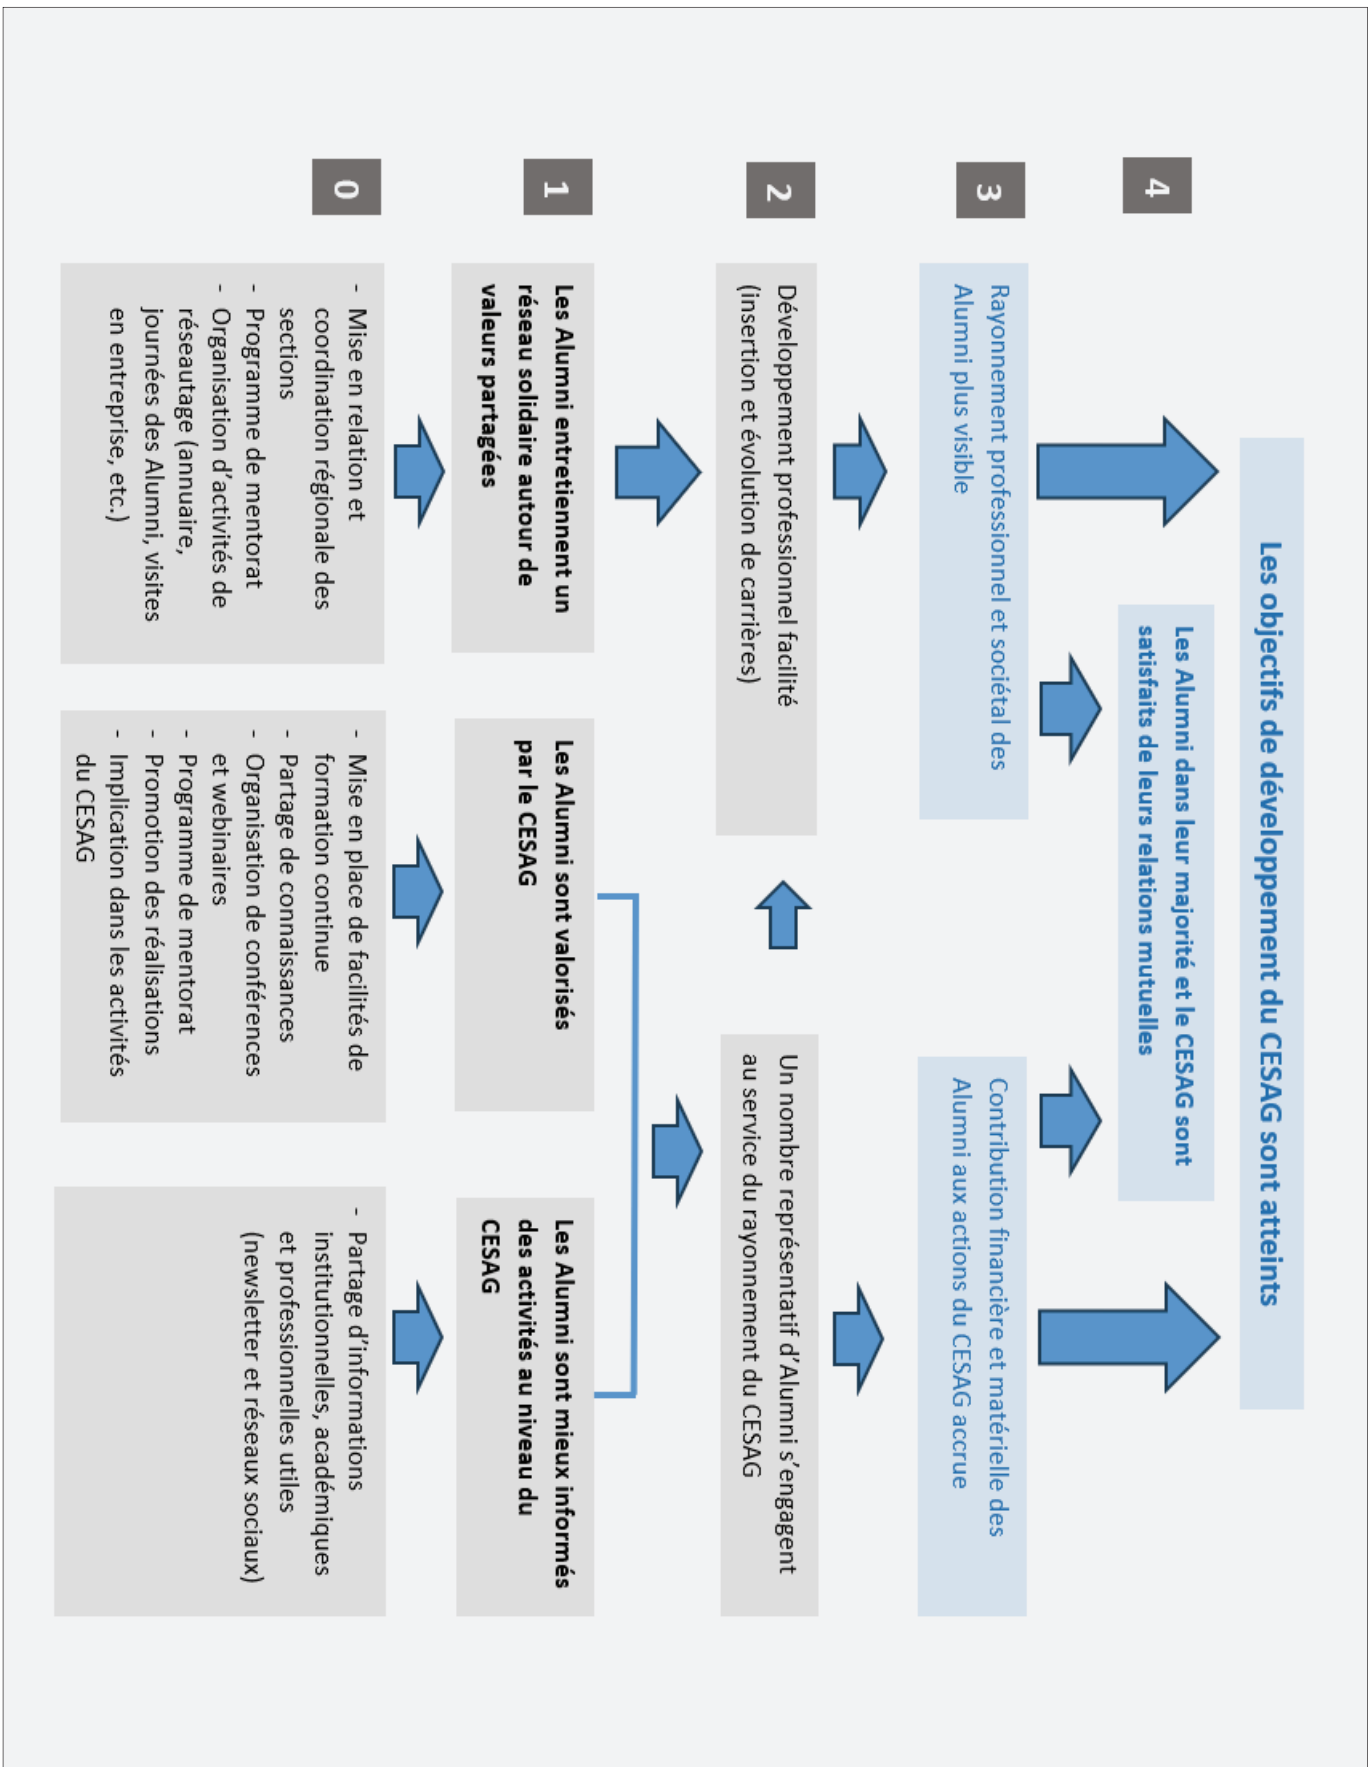 Les objectifs de développement du CESAG sont atteints
4
Les Alumni dans leur majorité et le CESAG sont
satisfaits de leurs relations mutuelles
3
Rayonnement professionnel et sociétal des
Alumni plus visible
Contribution financière et matérielle des
Alumni aux actions du CESAG accrue
2
Développement professionnel facilité
(insertion et évolution de carrières)
Un nombre représentatif d'Alumni s'engagent
au service du rayonnement du CESAG
1
Les Alumni entretiennent un
réseau solidaire autour de
valeurs partagées
Les Alumni sont valorisés
par le CESAG
Les Alumni sont mieux informés
des activités au niveau du
CESAG
0
- Mise en relation et
coordination régionale des
sections
- Programme de mentorat
- Organisation d'activités de
réseautage (annuaire,
journées des Alumni, visites
en entreprise, etc.)
- Mise en place de facilités de
formation continue
- Partage de connaissances
- Organisation de conférences
et webinaires
- Programme de mentorat
- Promotion des réalisations
- Implication dans les activités
du CESAG
- Partage d'informations
institutionnelles, académiques
et professionnelles utiles
(newsletter et réseaux sociaux)